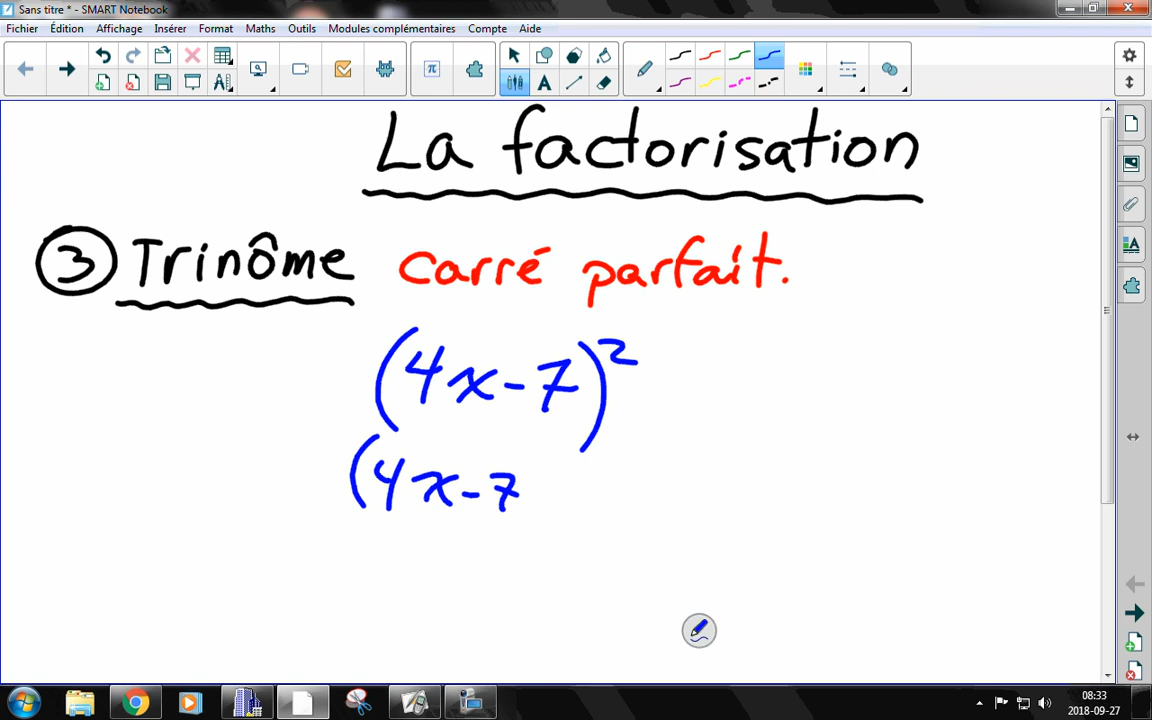 Sans titre * - SMART Notebook
Fichier Édition Affichage Insérer Format Maths Outils Modules complémentaires Compte Aide
La factorisation
③ Trinôme carré parfait.
(4x-7)²
(4x-7
08:33
2018-09-27